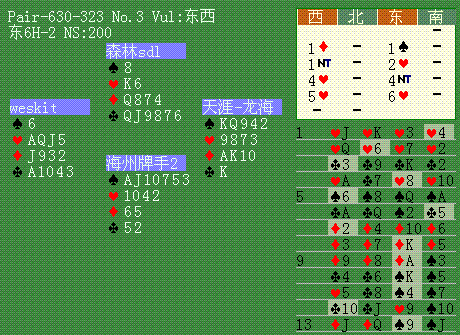 Pair-630-323 No.3 Vul:东西
东6H-2 NS:200
森林sdl
♠8
♥K6
♦Q874
♣QJ9876
weskit
♠6
♥AQJ5
♦J932
♣A1043
天涯-龙海
♠KQ942
♥9873
♦AK10
♣K
海州牌手2
♠AJ10753
♥1042
♦65
♣52
西 北 东 南
–
1♦ – 1♠ –
1NT – 2♥ –
4♥ – 4NT –
5♥ – 6♥ –
1 ♥J ♥K ♥3 ♥4
♥Q ♥6 ♥7 ♥2
♣3 ♣9 ♣K ♣2
♥A ♣7 ♥8 ♥10
5 ♠6 ♠8 ♠Q ♠A
♣A ♣Q ♠2 ♣5
♦2 ♦4 ♦10 ♦6
♦3 ♦7 ♦K ♦5
9 ♦9 ♦8 ♦A ♠3
♣4 ♣6 ♠K ♠5
♥5 ♣8 ♠4 ♠7
♣10 ♣J ♥9 ♠10
13 ♦J ♦Q ♠9 ♠J